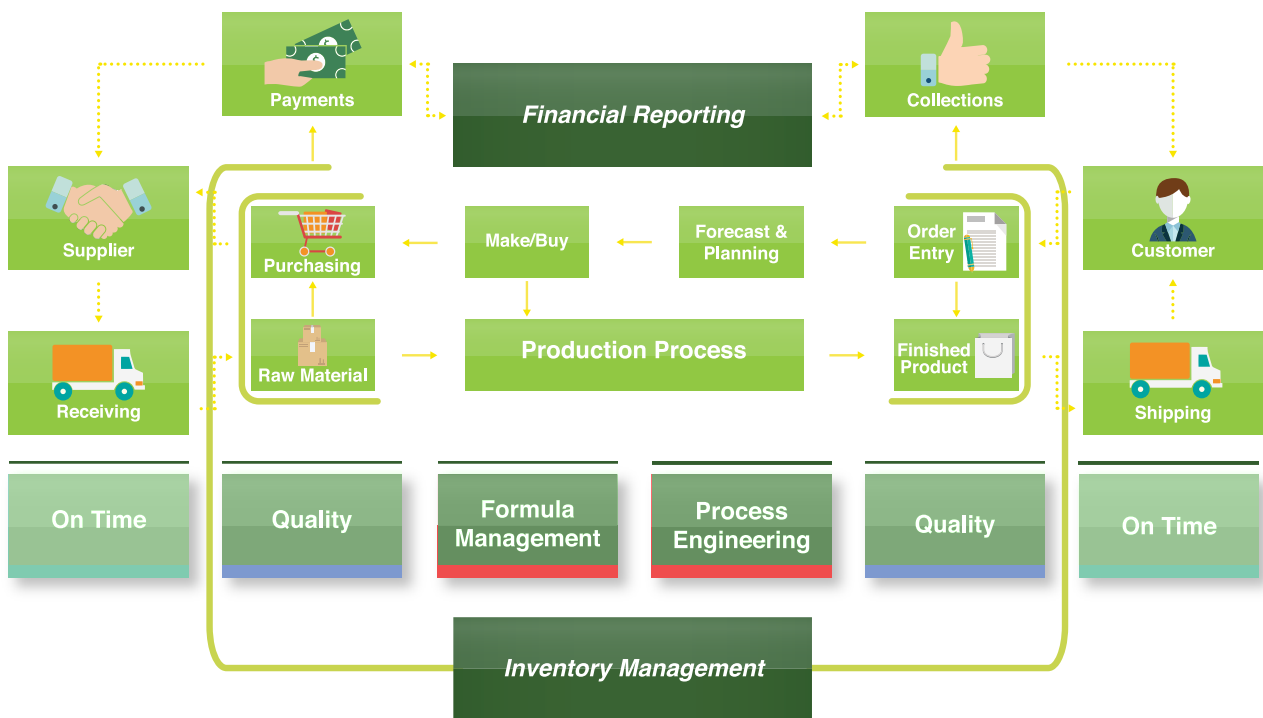 Payments
Financial Reporting
Collections
Supplier
Purchasing
Make/Buy
Forecast &
Planning
Order
Entry
Customer
Receiving
Raw Material
Production Process
Finished
Product
Shipping
On Time
Quality
Formula
Management
Process
Engineering
Quality
On Time
Inventory Management